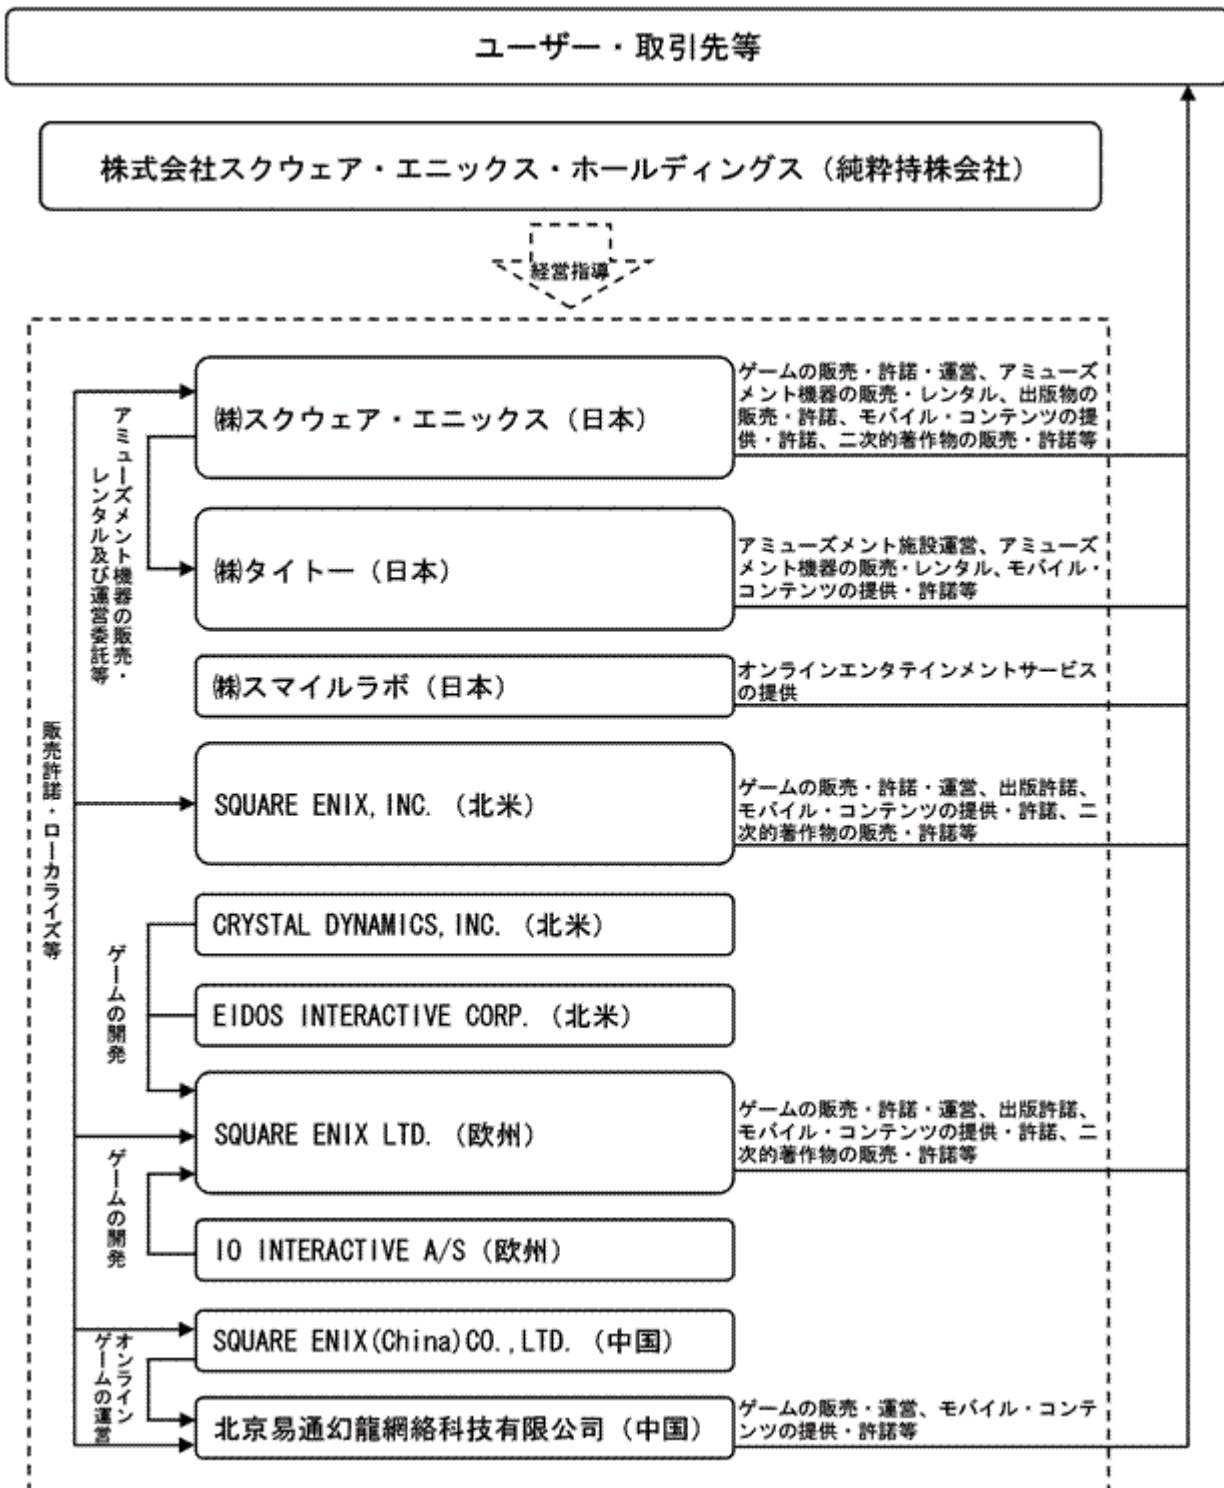 ユーザー・取引先等
株式会社スクウェア・エニックス・ホールディングス（純粋持株会社）
経営指導
㈱スクウェア・エニックス（日本）
ゲームの販売・許諾・運営、アミューズ
メント機器の販売・レンタル、出版物の
販売・許諾、モバイル・コンテンツの提
供・許諾、二次的著作物の販売・許諾等
アミューズメント機器の販売・
レンタル及び運営委託等
㈱タイトー（日本）
アミューズメント施設運営、アミューズ
メント機器の販売・レンタル、モバイル・
コンテンツの提供・許諾等
㈱スマイルラボ（日本）
オンラインエンタテインメントサービス
の提供
販売許諾・ローカライズ等
SQUARE ENIX, INC.（北米）
ゲームの販売・許諾・運営、出版許諾、
モバイル・コンテンツの提供・許諾、二
次的著作物の販売・許諾等
CRYSTAL DYNAMICS, INC.（北米）
ゲームの開発
EIDOS INTERACTIVE CORP.（北米）
SQUARE ENIX LTD.（欧州）
ゲームの販売・許諾・運営、出版許諾、
モバイル・コンテンツの提供・許諾、二
次的著作物の販売・許諾等
ゲームの開発
IO INTERACTIVE A/S（欧州）
SQUARE ENIX(China)CO.,LTD.（中国）
オンライン
ゲームの運営
北京易通幻龍網絡科技有限公司（中国）
ゲームの販売・運営、モバイル・コンテ
ンツの提供・許諾等